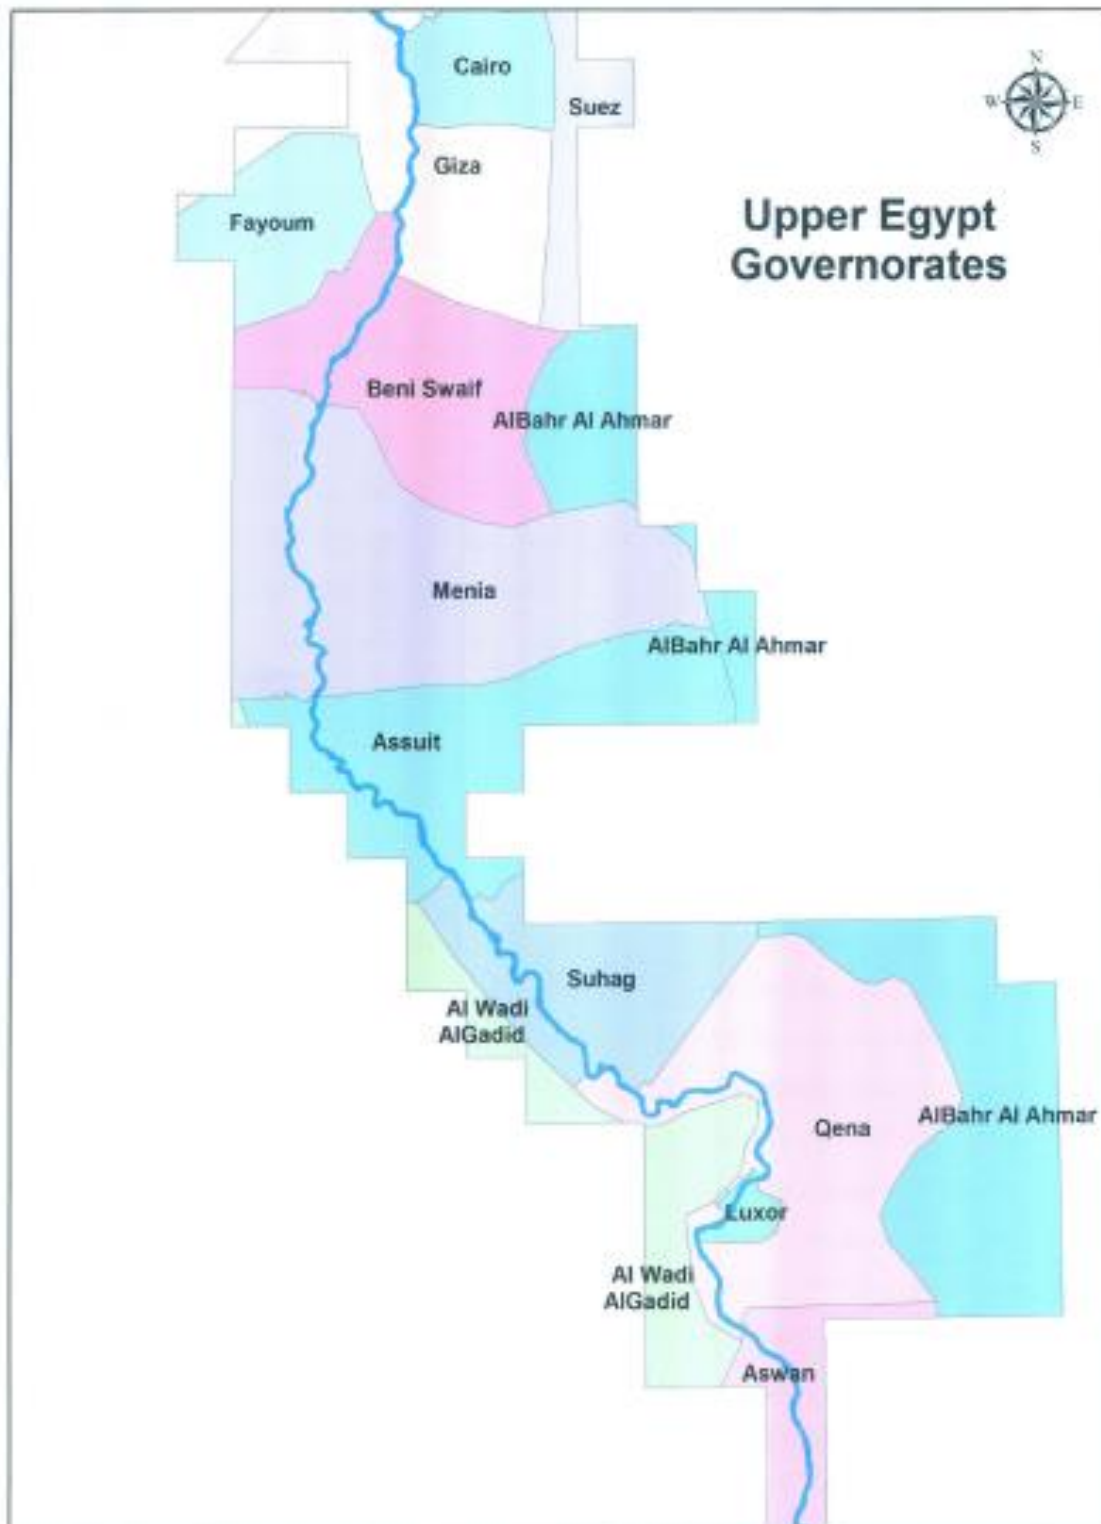 Cairo
N
Suez
W
E
S
Giza
Upper Egypt
Governorates
Fayoum
Beni Swaif
AlBahr Al Ahmar
Menia
AlBahr Al Ahmar
Assuit
Suhag
Al Wadi
AlGadid
Qena
AlBahr Al Ahmar
Luxor
Al Wadi
AlGadid
Aswan